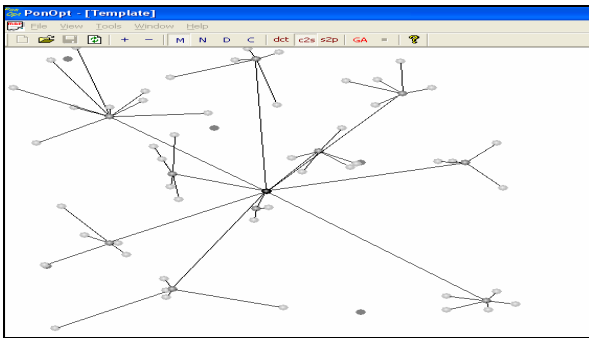 PonOpt - [Template]
File View Tools Window Help
+ - M N D C dct c2s s2p GA = ?